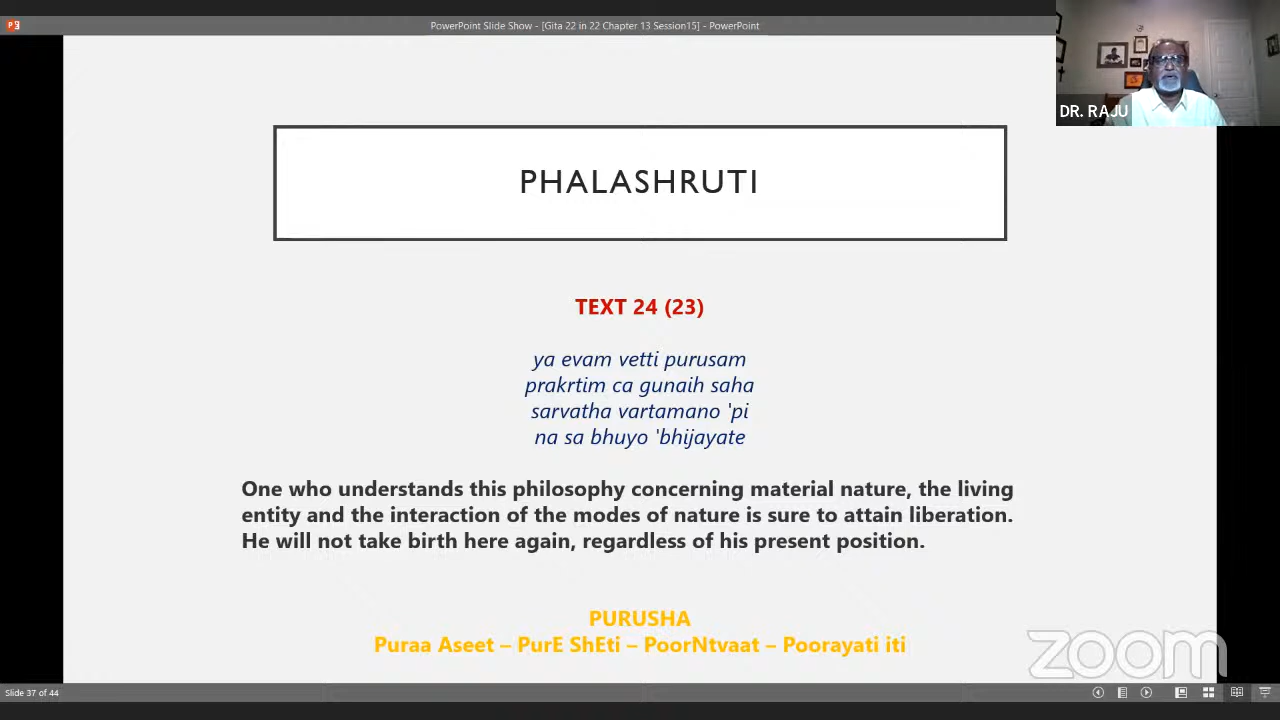 PowerPoint Slide Show - [Gita 22 in 22 Chapter 13 Session15] - PowerPoint
DR. RAJU
PHALASHRUTI
TEXT 24 (23)
ya evam vetti purusam
prakrtim ca gunaih saha
sarvatha vartamano 'pi
na sa bhuyo 'bhijayate
One who understands this philosophy concerning material nature, the living
entity and the interaction of the modes of nature is sure to attain liberation.
He will not take birth here again, regardless of his present position.
PURUSHA
Puraa Aseet – PurE ShEti – PoorNtvaat – Poorayati iti
zoom
Slide 37 of 44